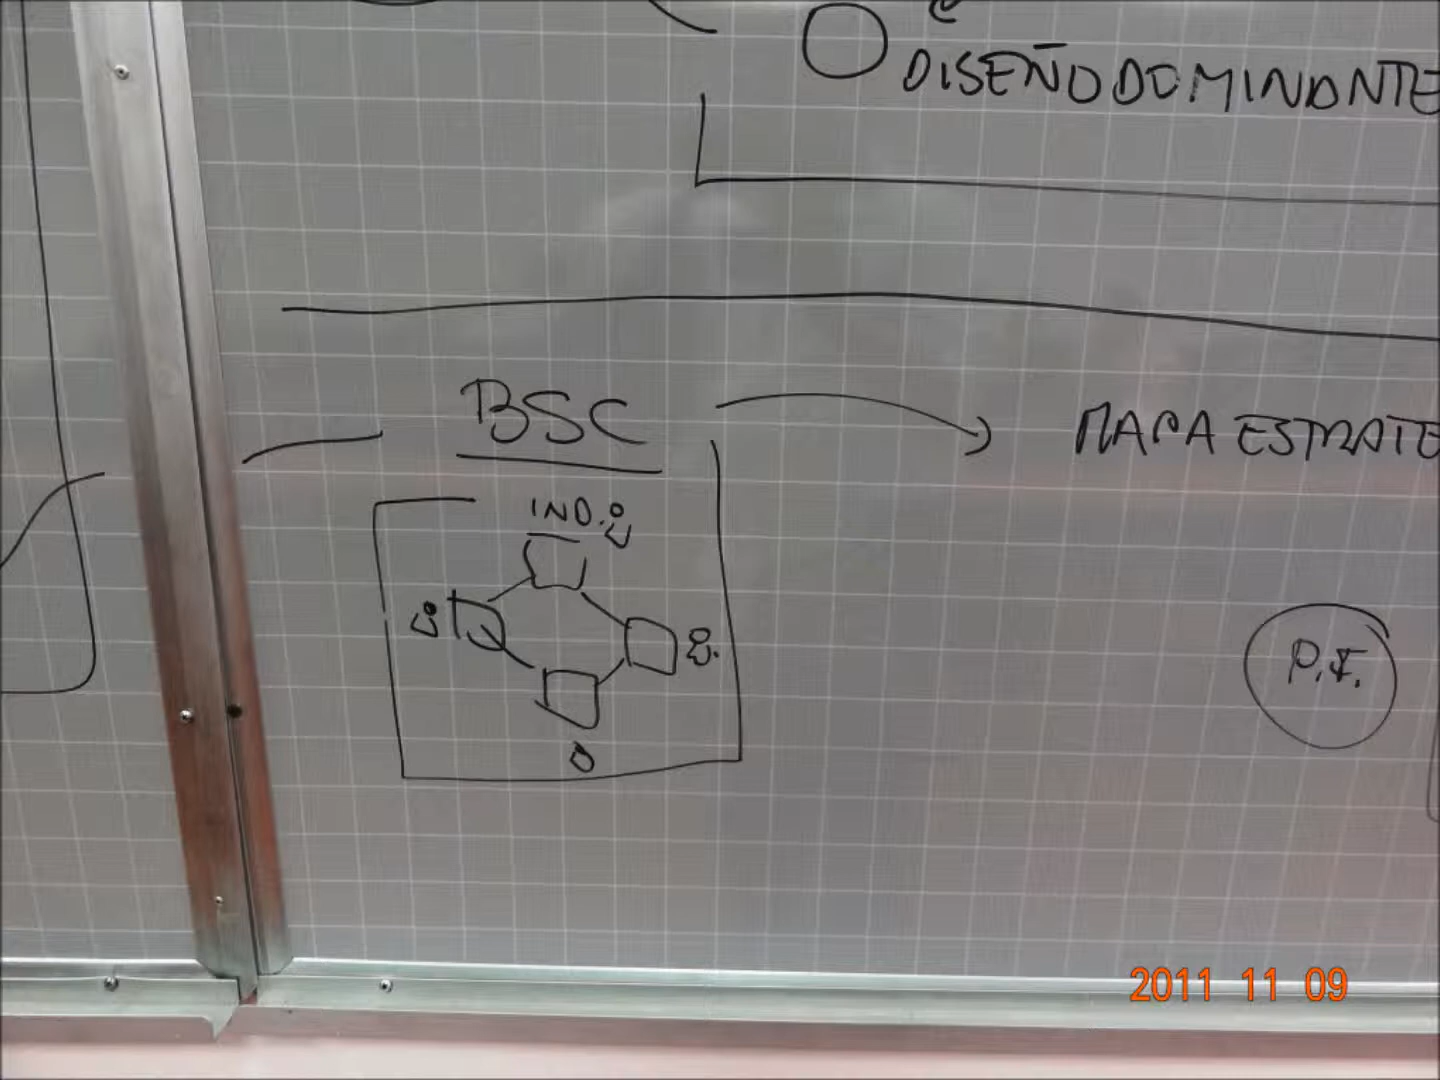 DISEÑO DOMINANTE
BSC
MAPA ESTRATE
IND.
2011 11 09